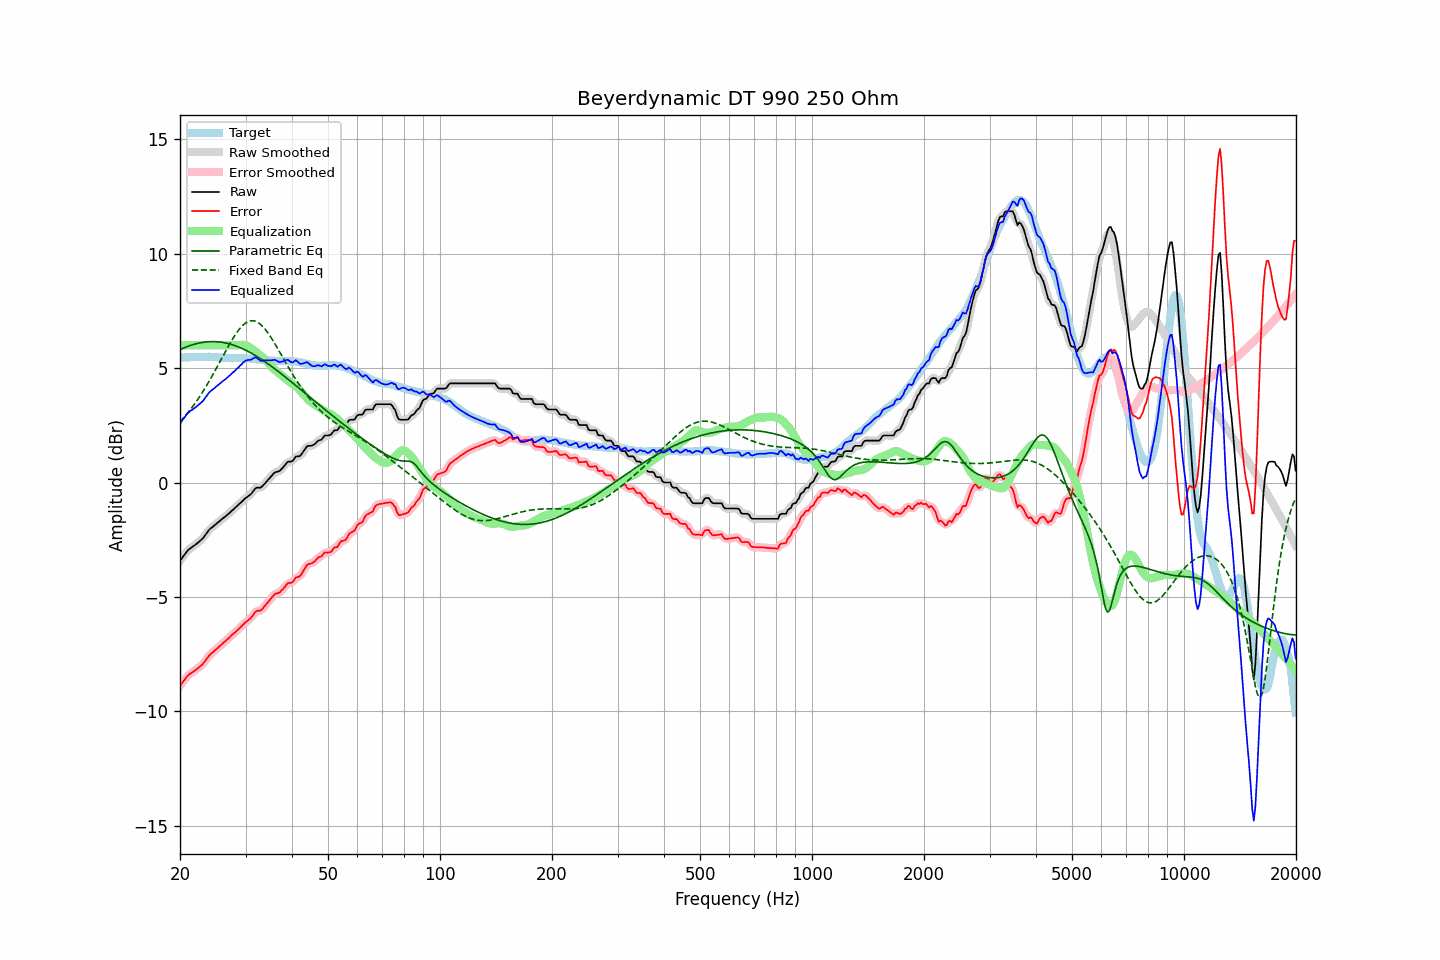 Beyerdynamic DT 990 250 Ohm
Target
Raw Smoothed
Error Smoothed
Raw
Error
Equalization
Parametric Eq
Fixed Band Eq
Equalized
Amplitude (dBr)
15
10
5
0
−5
−10
−15
20 50 100 200 500 1000 2000 5000 10000 20000
Frequency (Hz)